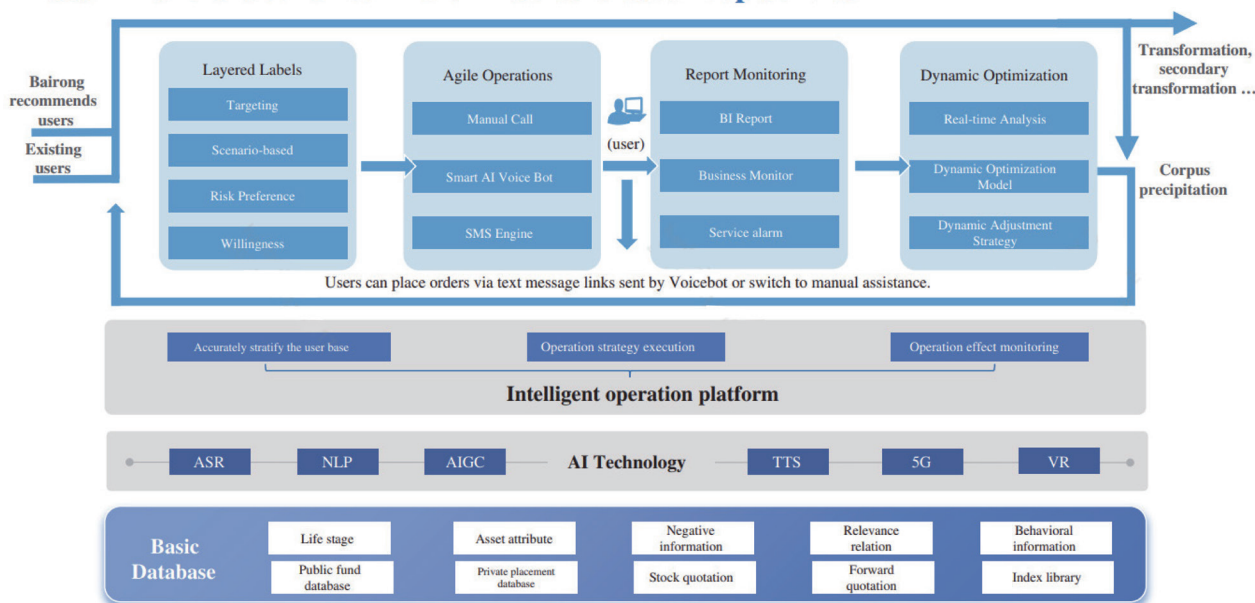 Bairong
recommends
users
Existing
users
Layered Labels
Targeting
Scenario-based
Risk Preference
Willingness
Agile Operations
Manual Call
Smart AI Voice Bot
SMS Engine
(user)
Report Monitoring
BI Report
Business Monitor
Service alarm
Dynamic Optimization
Real-time Analysis
Dynamic Optimization
Model
Dynamic Adjustment
Strategy
Transformation,
secondary
transformation ...
Corpus
precipitation
Users can place orders via text message links sent by Voicebot or switch to manual assistance.
Accurately stratify the user base
Operation strategy execution
Operation effect monitoring
Intelligent operation platform
ASR
NLP
AIGC
AI Technology
TTS
5G
VR
Basic
Database
Life stage
Asset attribute
Negative
information
Relevance
relation
Behavioral
information
Public fund
database
Private placement
database
Stock quotation
Forward
quotation
Index library